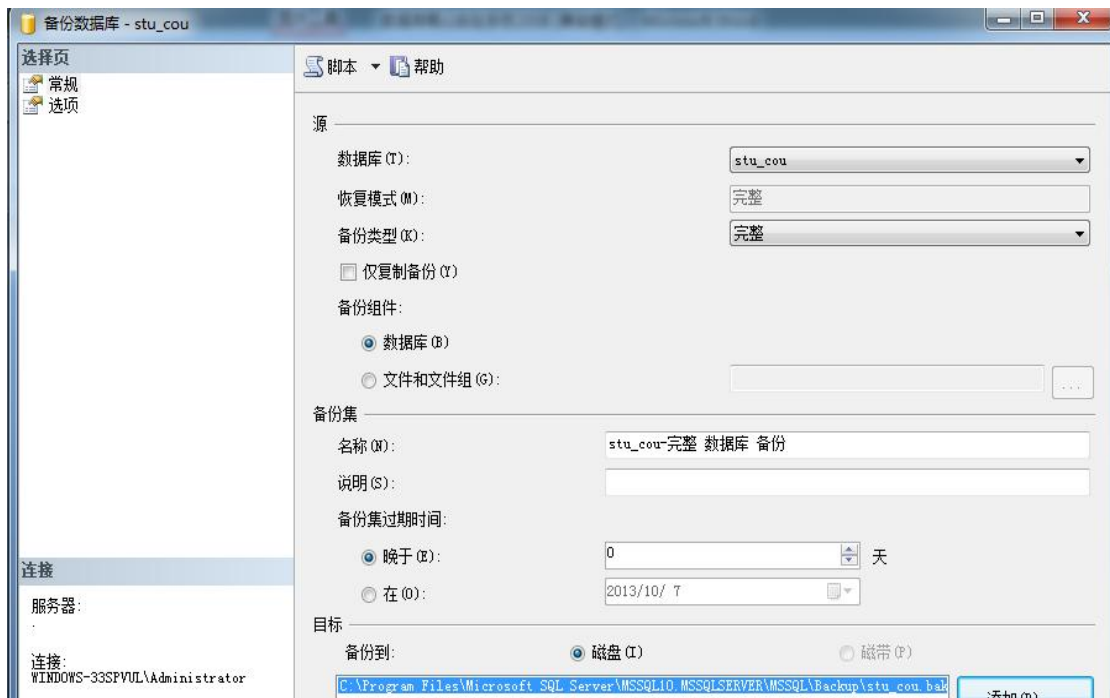 备份数据库 - stu_cou
选择页
常规
选项
脚本 帮助
源
数据库(T): stu_cou
恢复模式(M): 完整
备份类型(K): 完整
仅复制备份(Y)
备份组件:
数据库(B)
文件和文件组(G): ...
备份集
名称(N): stu_cou-完整 数据库 备份
说明(S):
备份集过期时间:
晚于(E): 0 天
在(O): 2013/10/ 7
目标
备份到: 磁盘(I) 磁带(P)
C:\Program Files\Microsoft SQL Server\MSSQL10.MSSQLSERVER\MSSQL\Backup\stu_cou.bak
添加(D)
连接
服务器:
.
连接:
WINDOWS-33SPVUL\Administrator